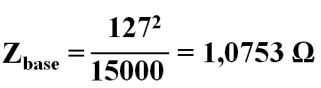 Z_base = 127² / 15000 = 1,0753 Ω